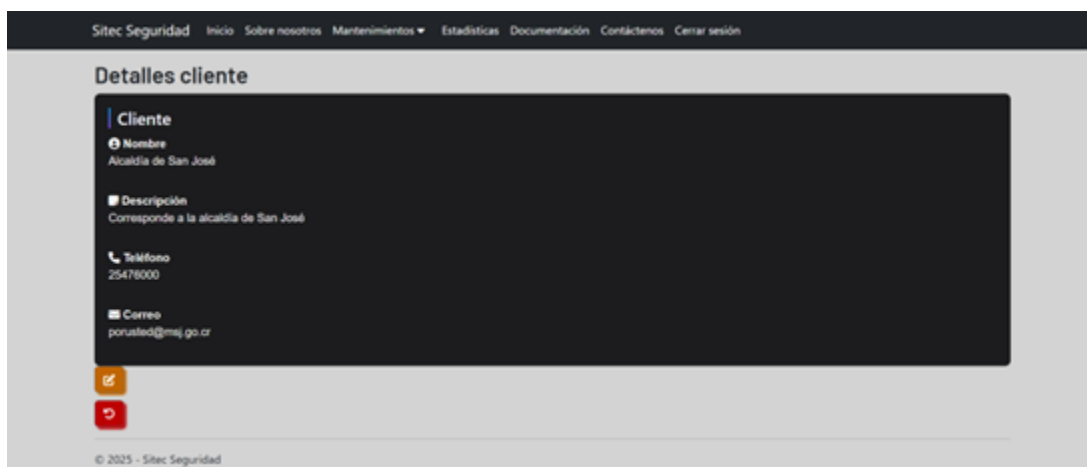 Sitec Seguridad Inicio Sobre nosotros Mantenimientos Estadísticas Documentación Contáctenos Cerrar sesión
Detalles cliente
Cliente
Nombre
Alcaldía de San José
Descripción
Corresponde a la alcaldía de San José
Teléfono
25476000
Correo
porusted@msj.go.cr
© 2025 - Sitec Seguridad